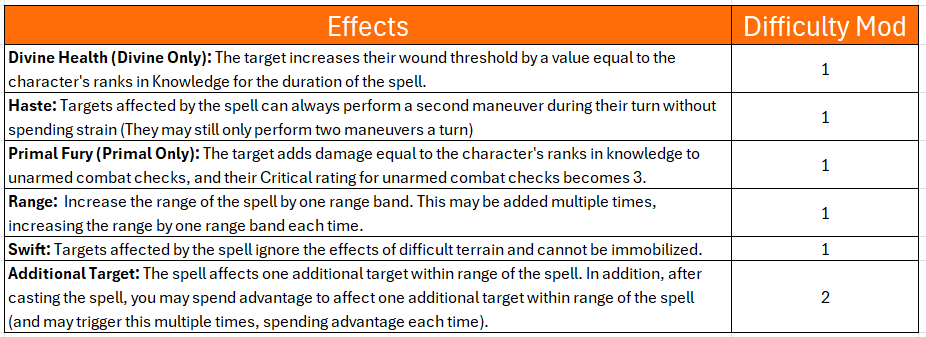 Effects Difficulty Mod
Divine Health (Divine Only): The target increases their wound threshold by a value equal to the
character's ranks in Knowledge for the duration of the spell.
1
Haste: Targets affected by the spell can always perform a second maneuver during their turn without
spending strain (They may still only perform two maneuvers a turn)
1
Primal Fury (Primal Only): The target adds damage equal to the character's ranks in knowledge to
unarmed combat checks, and their Critical rating for unarmed combat checks becomes 3.
1
Range: Increase the range of the spell by one range band. This may be added multiple times,
increasing the range by one range band each time.
1
Swift: Targets affected by the spell ignore the effects of difficult terrain and cannot be immobilized.
1
Additional Target: The spell affects one additional target within range of the spell. In addition, after
casting the spell, you may spend advantage to affect one additional target within range of the spell
(and may trigger this multiple times, spending advantage each time).
2